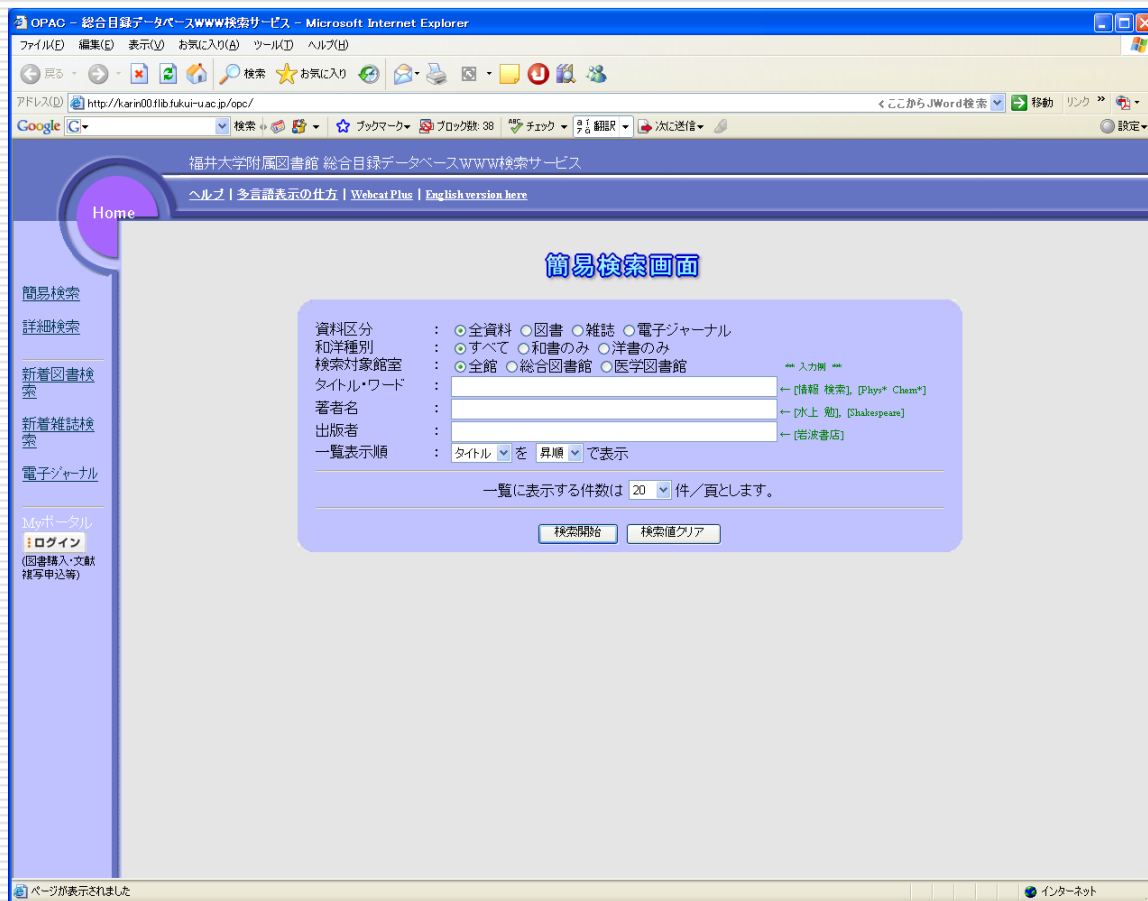 OPAC - 総合目録データベースWWW検索サービス - Microsoft Internet Explorer
ファイル(F) 編集(E) 表示(V) お気に入り(A) ツール(T) ヘルプ(H)
戻る 検索 お気に入り
アドレス(D) http://karin00.flib.fukui-u.ac.jp/opc/ <ここからJWord検索 移動 リンク »
Google G 検索 ブックマーク ブロック数: 38 チェック 翻訳 次に送信 設定
福井大学附属図書館 総合目録データベースWWW検索サービス
ヘルプ | 多言語表示の仕方 | Webcat Plus | English version here
Home
簡易検索
詳細検索
新着図書検
索
新着雑誌検
索
電子ジャーナル
Myポータル
ログイン
(図書購入・文献
複写申込等)
簡易検索画面
資料区分 : 全資料 図書 雑誌 電子ジャーナル
和洋種別 : すべて 和書のみ 洋書のみ
検索対象館室 : 全館 総合図書館 医学図書館 *** 入力例 ***
タイトル・ワード : ← [情報 検索], [Phys* Chem*]
著者名 : ← [水上 勉], [Shakespeare]
出版者 : ← [岩波書店]
一覧表示順 : タイトル を 昇順 で表示
一覧に表示する件数は 20 件/頁とします。
検索開始 検索値クリア
ページが表示されました インターネット